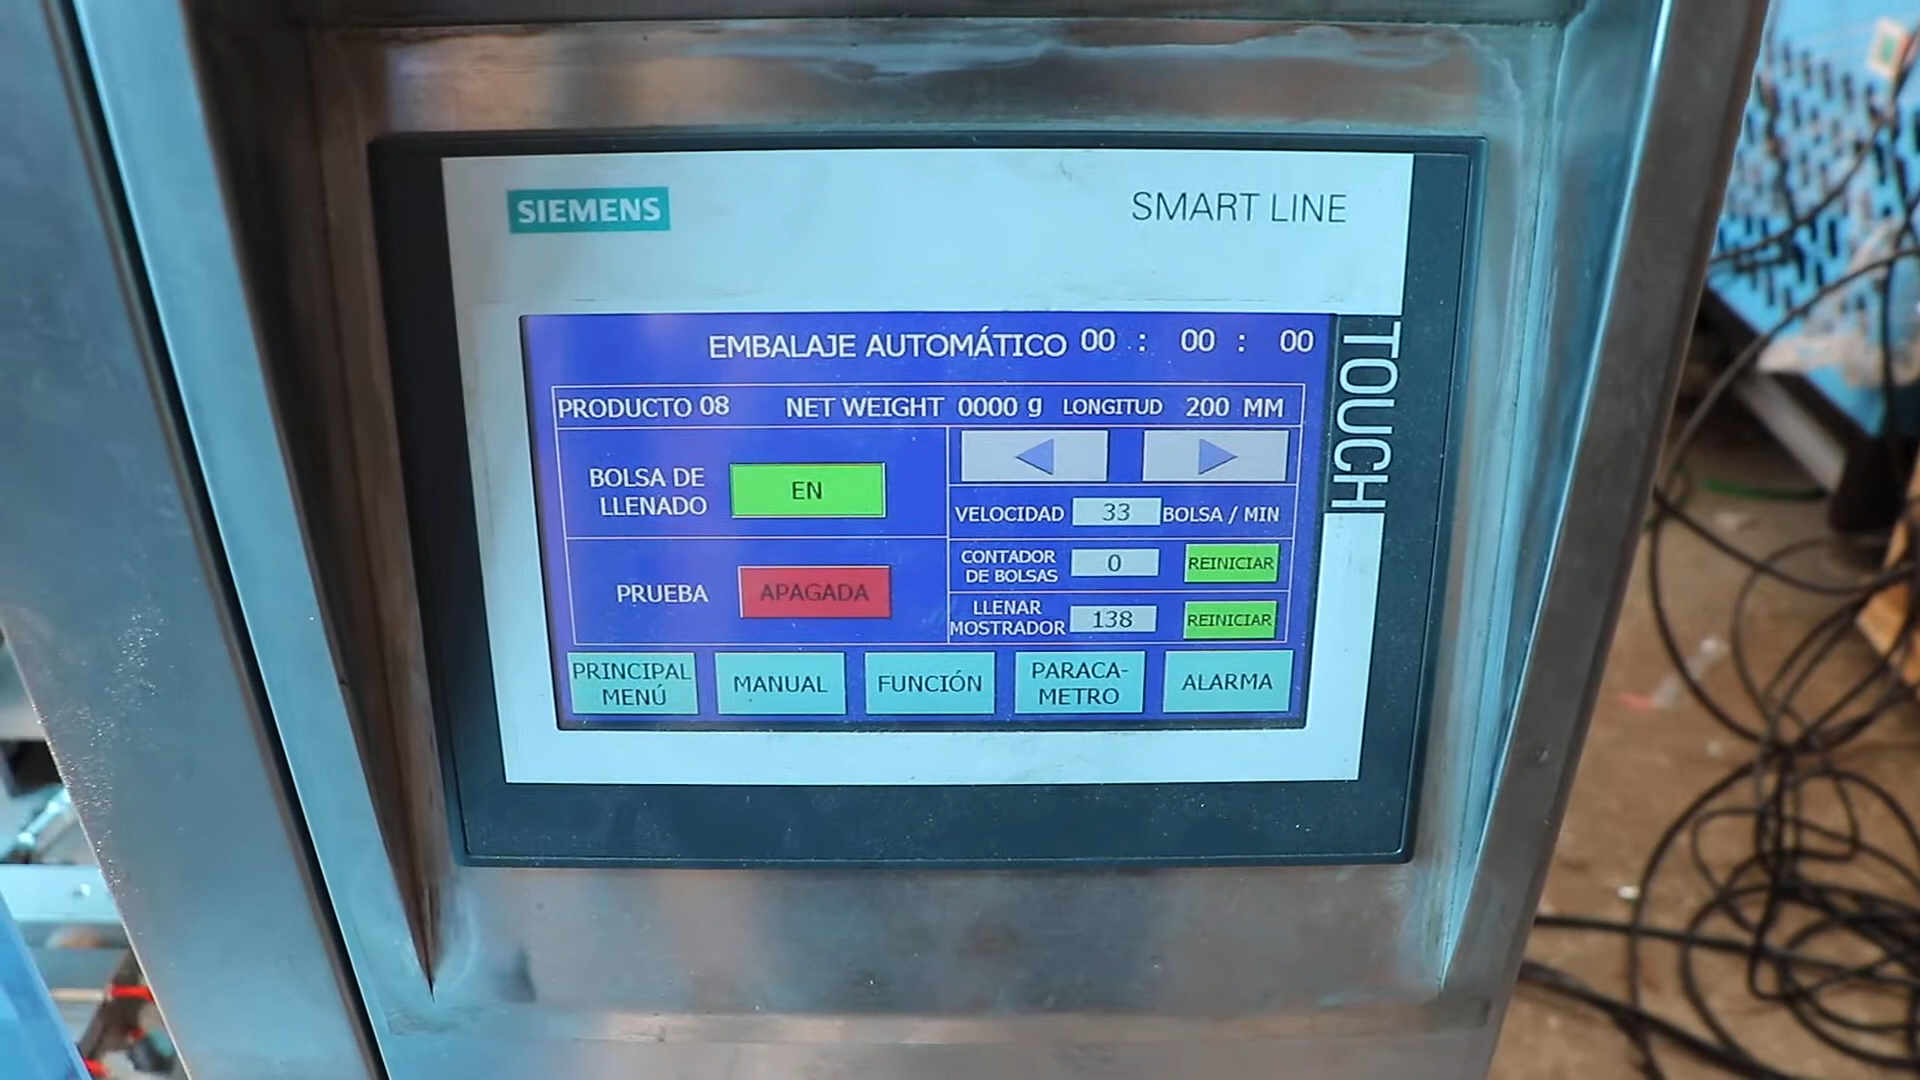 SIEMENS
SMART LINE
TOUCH
EMBALAJE AUTOMÁTICO 00 : 00 : 00
PRODUCTO 08 NET WEIGHT 0000 g LONGITUD 200 MM
BOLSA DE
LLENADO
EN
VELOCIDAD 33 BOLSA / MIN
CONTADOR
DE BOLSAS
0
REINICIAR
PRUEBA
APAGADA
LLENAR
MOSTRADOR
138
REINICIAR
PRINCIPAL
MENÚ
MANUAL
FUNCIÓN
PARACA-
METRO
ALARMA